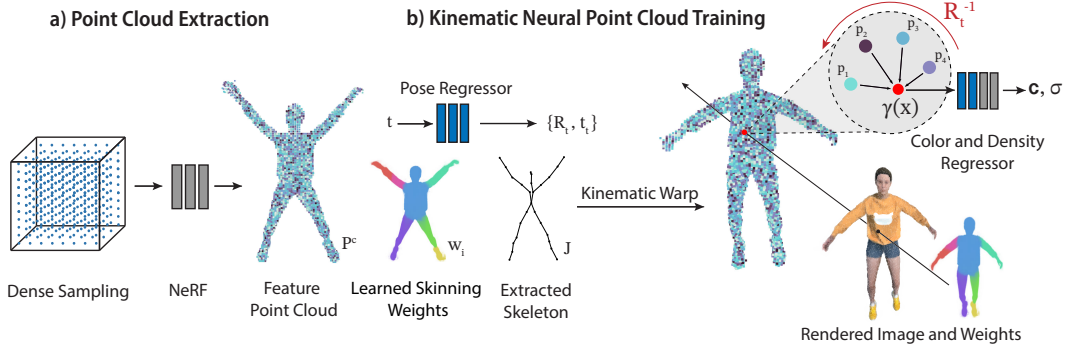 a) Point Cloud Extraction
b) Kinematic Neural Point Cloud Training
R_t^-1
p_1
p_2
p_3
p_4
γ(x)
c, σ
Color and Density
Regressor
Pose Regressor
t
{R_t, t_t}
P^c
w_i
J
Kinematic Warp
Dense Sampling
NeRF
Feature
Point Cloud
Learned Skinning
Weights
Extracted
Skeleton
Rendered Image and Weights